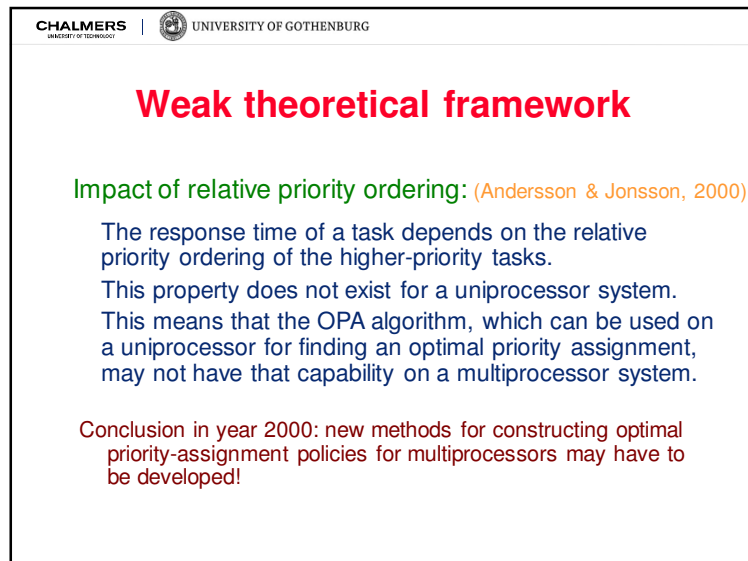 CHALMERS
UNIVERSITY OF TECHNOLOGY
UNIVERSITY OF GOTHENBURG
Weak theoretical framework
Impact of relative priority ordering: (Andersson & Jonsson, 2000)
The response time of a task depends on the relative
priority ordering of the higher-priority tasks.
This property does not exist for a uniprocessor system.
This means that the OPA algorithm, which can be used on
a uniprocessor for finding an optimal priority assignment,
may not have that capability on a multiprocessor system.
Conclusion in year 2000: new methods for constructing optimal
priority-assignment policies for multiprocessors may have to
be developed!